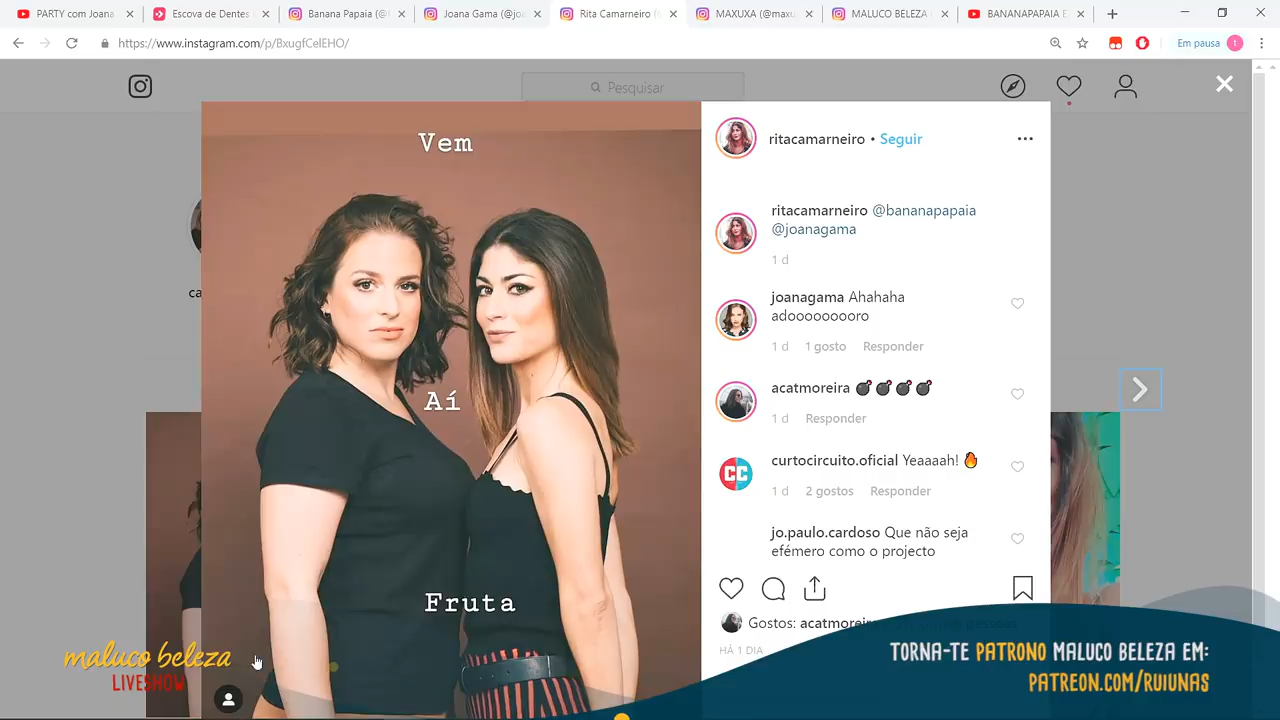 PARTY com Joana
Escova de Dentes
Banana Papaia (@
Joana Gama (@joa
Rita Camarneiro (
MAXUXA (@maxu
MALUCO BELEZA
BANANAPAPAIA E
https://www.instagram.com/p/BxugfCelEHO/
Em pausa
Pesquisar
Vem
Aí
Fruta
ritacamarneiro • Seguir
ritacamarneiro @bananapapaia
@joanagama
1 d
joanagama Ahahaha
adooooooooro
1 d 1 gosto Responder
acatmoreira
1 d Responder
curtocircuito.oficial Yeaaaah!
CC
1 d 2 gostos Responder
jo.paulo.cardoso Que não seja
efémero como o projecto
Gostos: acatmoreira
HÁ 1 DIA
ca
maluco beleza
LIVESHOW
TORNA-TE PATRONO MALUCO BELEZA EM:
PATREON.COM/RUIUNAS